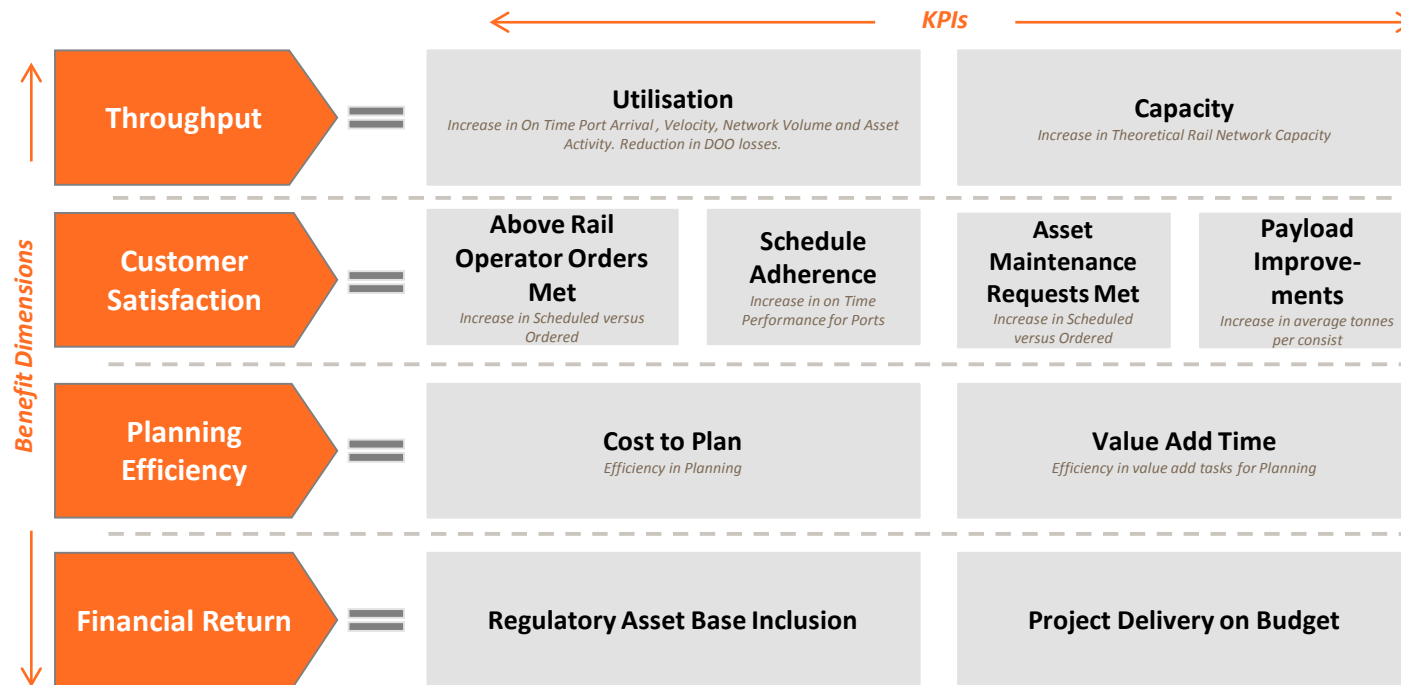 KPIs
Benefit Dimensions
Throughput
Utilisation
Increase in On Time Port Arrival , Velocity, Network Volume and Asset
Activity. Reduction in DOO losses.
Capacity
Increase in Theoretical Rail Network Capacity
Customer
Satisfaction
Above Rail
Operator Orders
Met
Increase in Scheduled versus
Ordered
Schedule
Adherence
Increase in on Time
Performance for Ports
Asset
Maintenance
Requests Met
Increase in Scheduled
versus Ordered
Payload
Improve-
ments
Increase in average tonnes
per consist
Planning
Efficiency
Cost to Plan
Efficiency in Planning
Value Add Time
Efficiency in value add tasks for Planning
Financial Return
Regulatory Asset Base Inclusion
Project Delivery on Budget